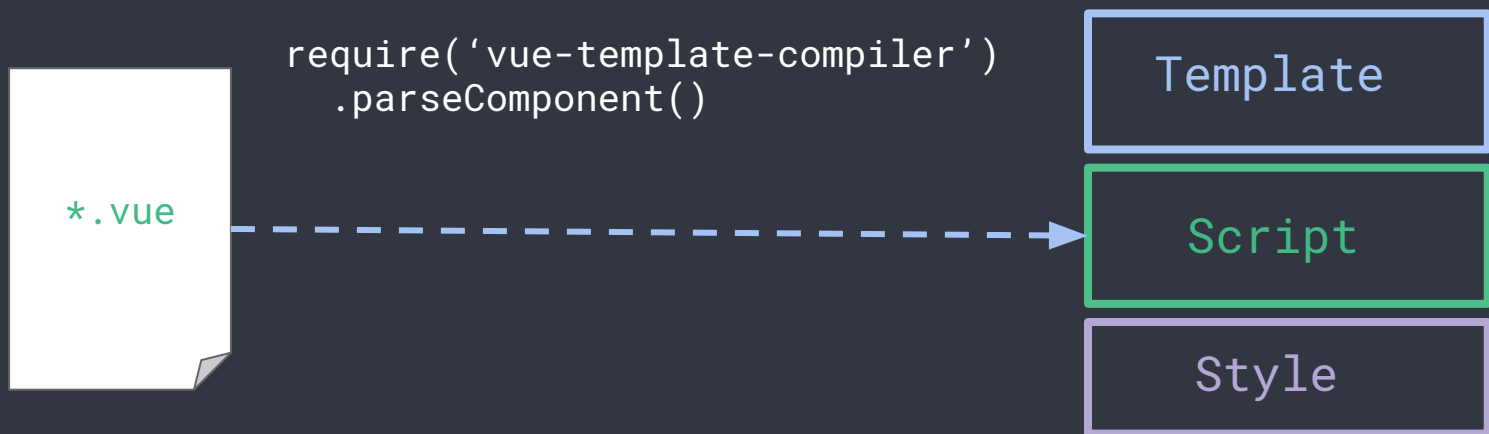 require(‘vue-template-compiler’)
.parseComponent()
Template
*.vue
Script
Style